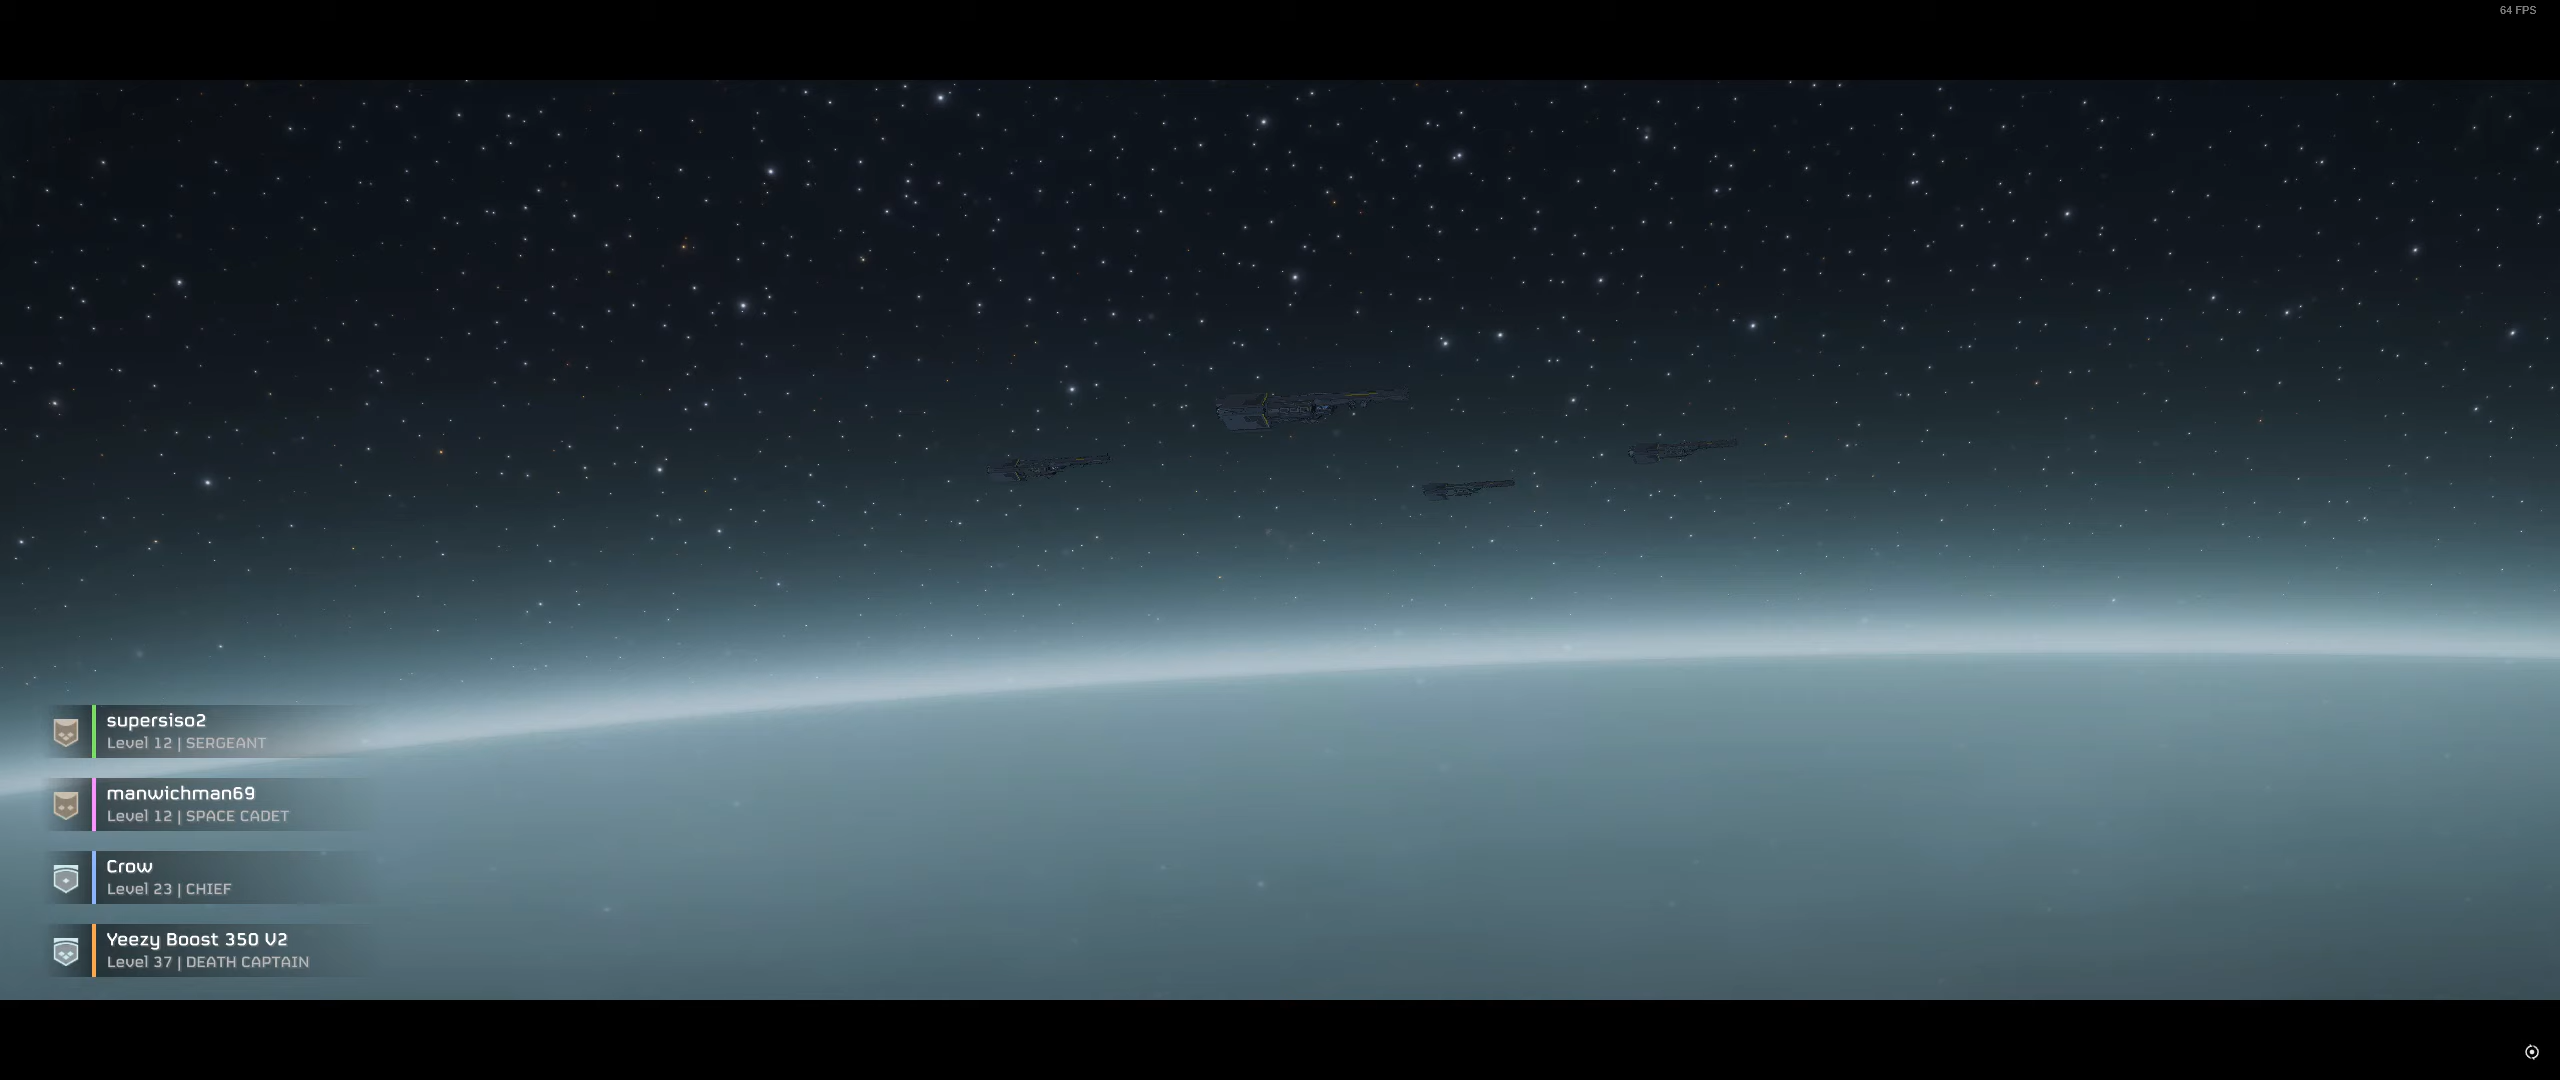 64 FPS
supersiso2
Level 12 | SERGEANT
manwichman69
Level 12 | SPACE CADET
Crow
Level 23 | CHIEF
Yeezy Boost 350 V2
Level 37 | DEATH CAPTAIN